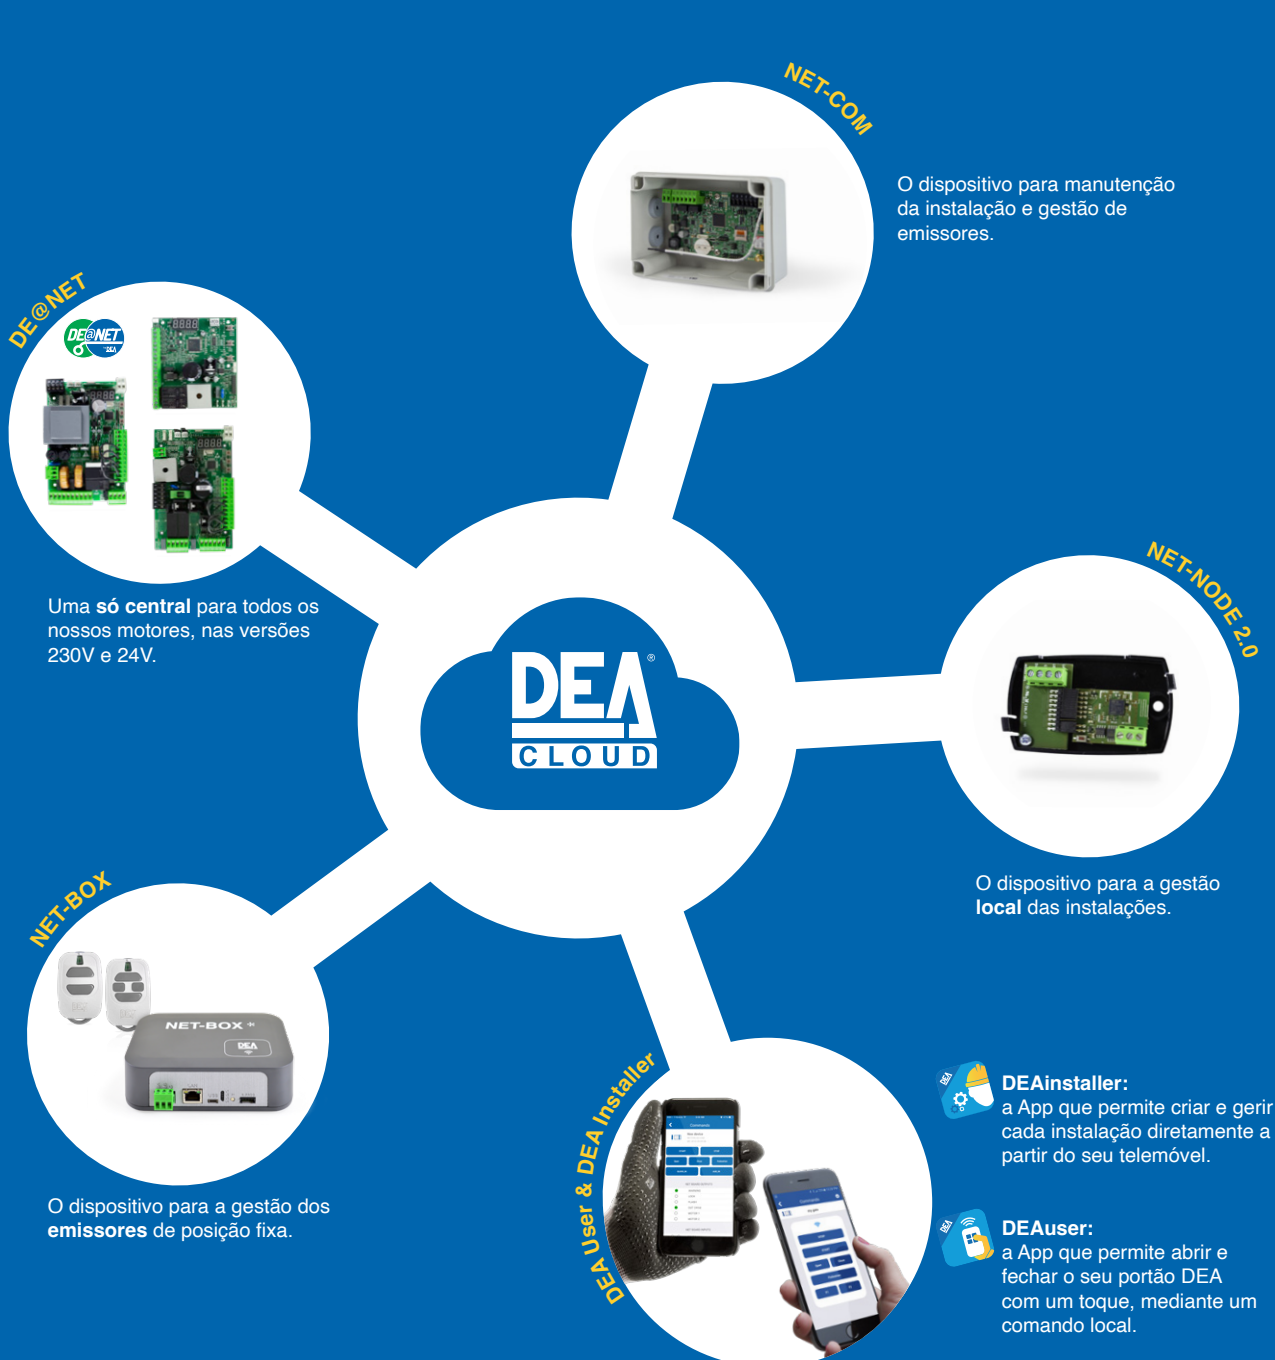 NET-COM
O dispositivo para manutenção
da instalação e gestão de
emissores.
DE@NET
DE@NET
Uma só central para todos os
nossos motores, nas versões
230V e 24V.
NET-NODE 2.0
O dispositivo para a gestão
local das instalações.
DEA®
CLOUD
NET-BOX
NET-BOX
DEA
O dispositivo para a gestão dos
emissores de posição fixa.
DEA User & DEA Installer
DEA
DEAinstaller:
a App que permite criar e gerir
cada instalação diretamente a
partir do seu telemóvel.
DEA
DEAuser:
a App que permite abrir e
fechar o seu portão DEA
com um toque, mediante um
comando local.